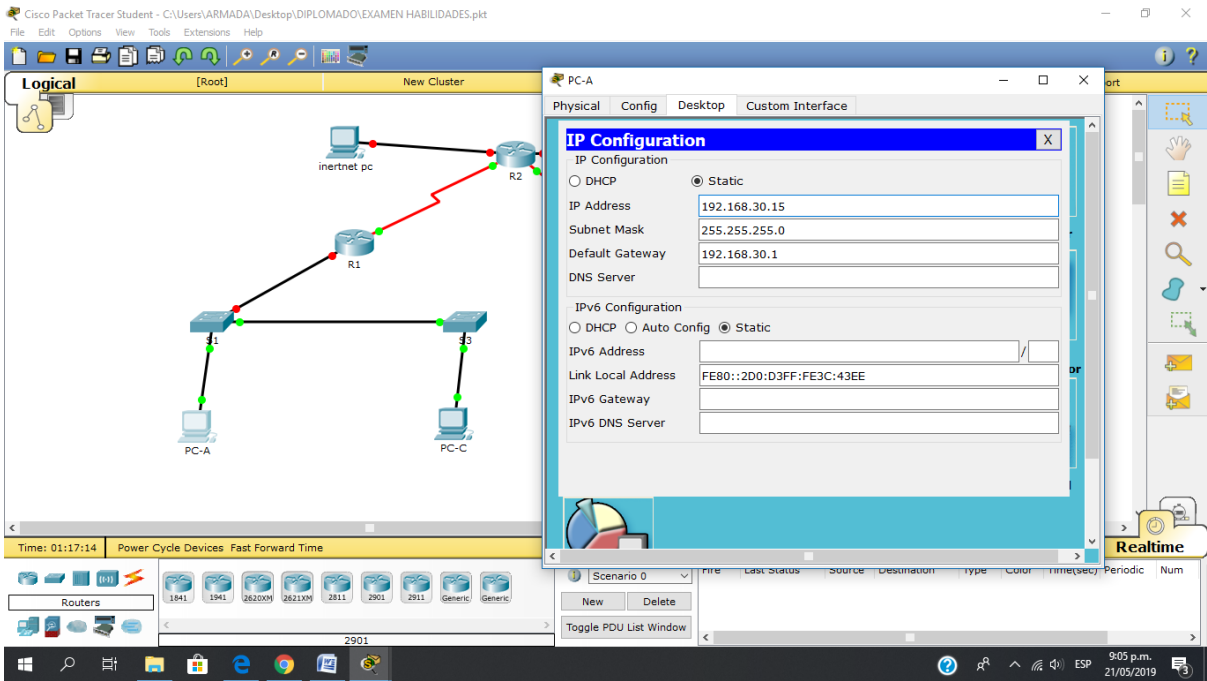 Cisco Packet Tracer Student - C:\Users\ARMADA\Desktop\DIPLOMADO\EXAMEN HABILIDADES.pkt
File Edit Options View Tools Extensions Help
Logical [Root] New Cluster ort
inertnet pc
R2
R1
S1
S3
PC-A
PC-C
PC-A
Physical Config Desktop Custom Interface
IP Configuration X
IP Configuration
DHCP Static
IP Address 192.168.30.15
Subnet Mask 255.255.255.0
Default Gateway 192.168.30.1
DNS Server
IPv6 Configuration
DHCP Auto Config Static
IPv6 Address /
Link Local Address FE80::2D0:D3FF:FE3C:43EE
IPv6 Gateway
IPv6 DNS Server
or
Time: 01:17:14 Power Cycle Devices Fast Forward Time Realtime
Routers
1841 1941 2620XM 2621XM 2811 2901 2911 Generic Generic
2901
Scenario 0
New Delete
Toggle PDU List Window
Fire Last Status Source Destination Type Color Time(sec) Periodic Num
ESP
9:05 p.m.
21/05/2019
3